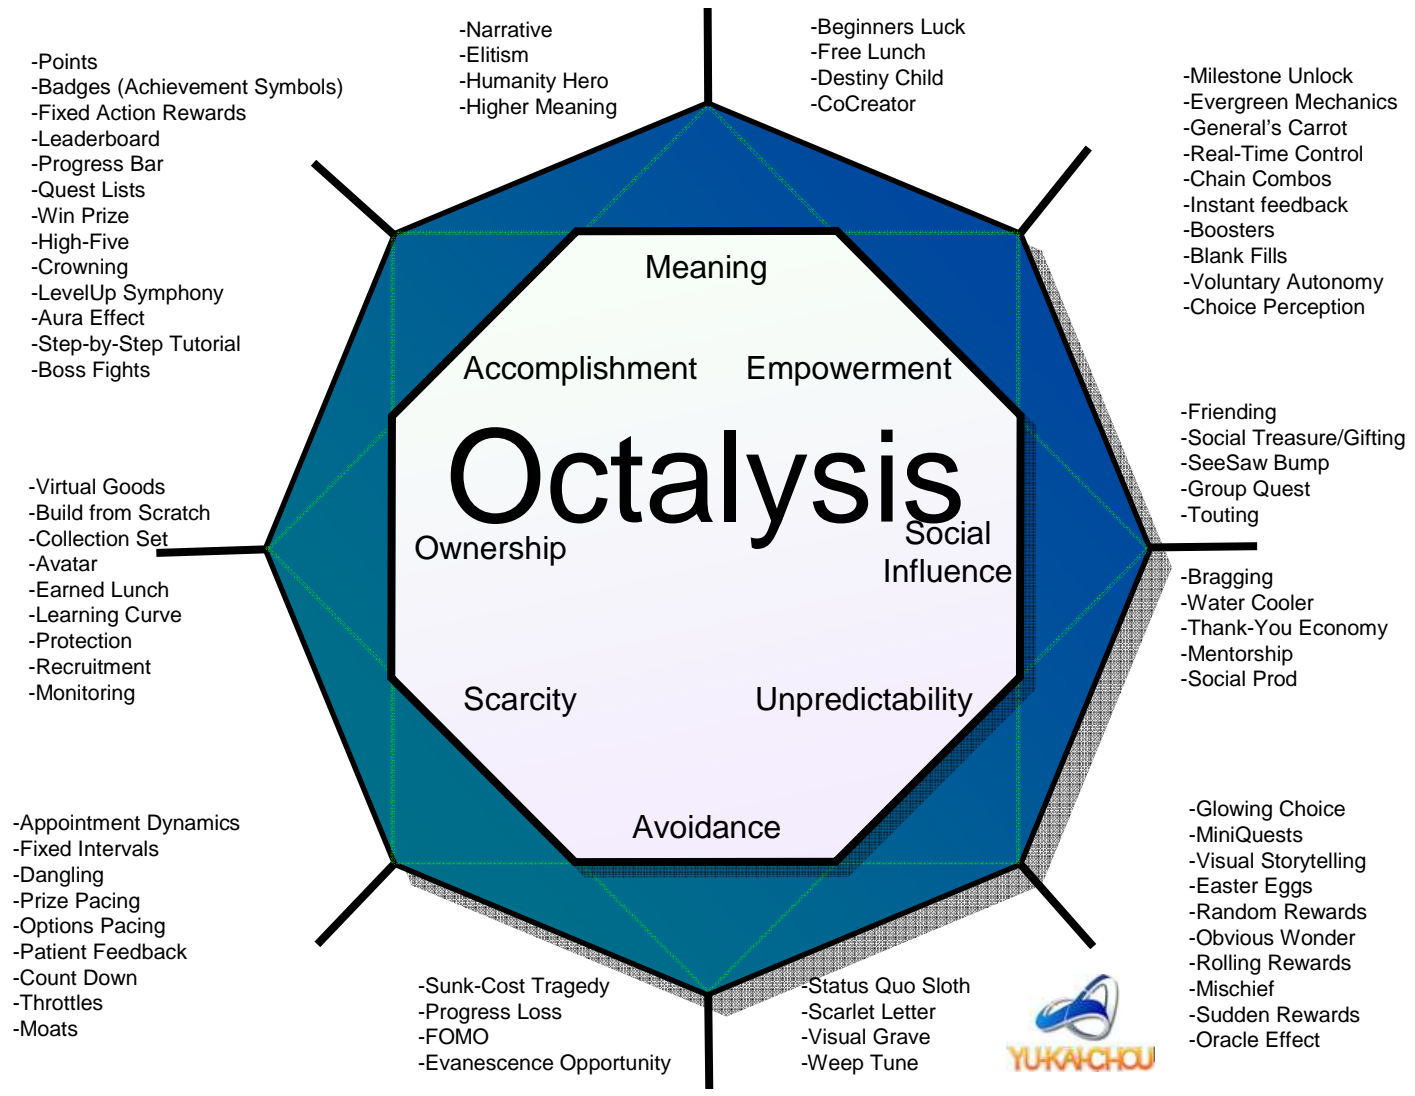 -Narrative
-Elitism
-Humanity Hero
-Higher Meaning
-Beginners Luck
-Free Lunch
-Destiny Child
-CoCreator
-Points
-Badges (Achievement Symbols)
-Fixed Action Rewards
-Leaderboard
-Progress Bar
-Quest Lists
-Win Prize
-High-Five
-Crowning
-LevelUp Symphony
-Aura Effect
-Step-by-Step Tutorial
-Boss Fights
-Milestone Unlock
-Evergreen Mechanics
-General's Carrot
-Real-Time Control
-Chain Combos
-Instant feedback
-Boosters
-Blank Fills
-Voluntary Autonomy
-Choice Perception
Meaning
Accomplishment
Empowerment
Octalysis
Ownership
Social
Influence
Scarcity
Unpredictability
Avoidance
-Virtual Goods
-Build from Scratch
-Collection Set
-Avatar
-Earned Lunch
-Learning Curve
-Protection
-Recruitment
-Monitoring
-Friending
-Social Treasure/Gifting
-SeeSaw Bump
-Group Quest
-Touting
-Bragging
-Water Cooler
-Thank-You Economy
-Mentorship
-Social Prod
-Appointment Dynamics
-Fixed Intervals
-Dangling
-Prize Pacing
-Options Pacing
-Patient Feedback
-Count Down
-Throttles
-Moats
-Sunk-Cost Tragedy
-Progress Loss
-FOMO
-Evanescence Opportunity
-Status Quo Sloth
-Scarlet Letter
-Visual Grave
-Weep Tune
YU-KAI-CHOU
-Glowing Choice
-MiniQuests
-Visual Storytelling
-Easter Eggs
-Random Rewards
-Obvious Wonder
-Rolling Rewards
-Mischief
-Sudden Rewards
-Oracle Effect